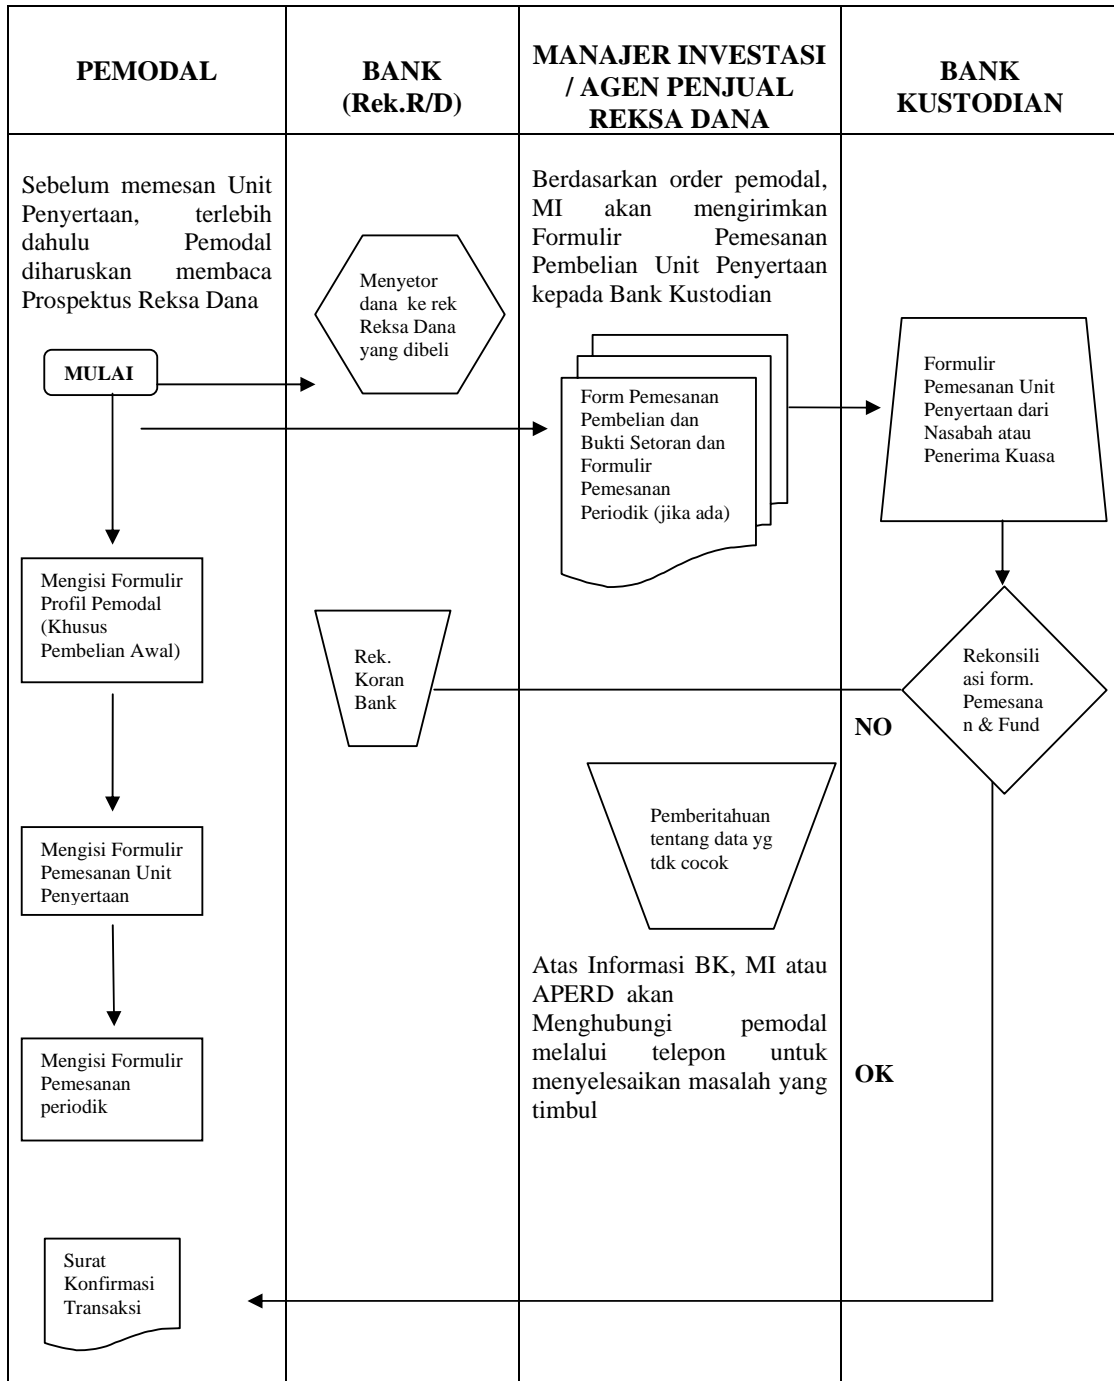 PEMODAL
BANK
(Rek.R/D)
MANAJER INVESTASI
/ AGEN PENJUAL
REKSA DANA
BANK
KUSTODIAN
Sebelum memesan Unit
Penyertaan, terlebih
dahulu Pemodal
diharuskan membaca
Prospektus Reksa Dana
MULAI
Mengisi Formulir
Profil Pemodal
(Khusus
Pembelian Awal)
Mengisi Formulir
Pemesanan Unit
Penyertaan
Mengisi Formulir
Pemesanan
periodik
Surat
Konfirmasi
Transaksi
Menyetor
dana ke rek
Reksa Dana
yang dibeli
Rek.
Koran
Bank
Berdasarkan order pemodal,
MI akan mengirimkan
Formulir Pemesanan
Pembelian Unit Penyertaan
kepada Bank Kustodian
Form Pemesanan
Pembelian dan
Bukti Setoran dan
Formulir
Pemesanan
Periodik (jika ada)
Pemberitahuan
tentang data yg
tdk cocok
Atas Informasi BK, MI atau
APERD akan
Menghubungi pemodal
melalui telepon untuk
menyelesaikan masalah yang
timbul
Formulir
Pemesanan Unit
Penyertaan dari
Nasabah atau
Penerima Kuasa
Rekonsili
asi form.
Pemesana
n & Fund
NO
OK